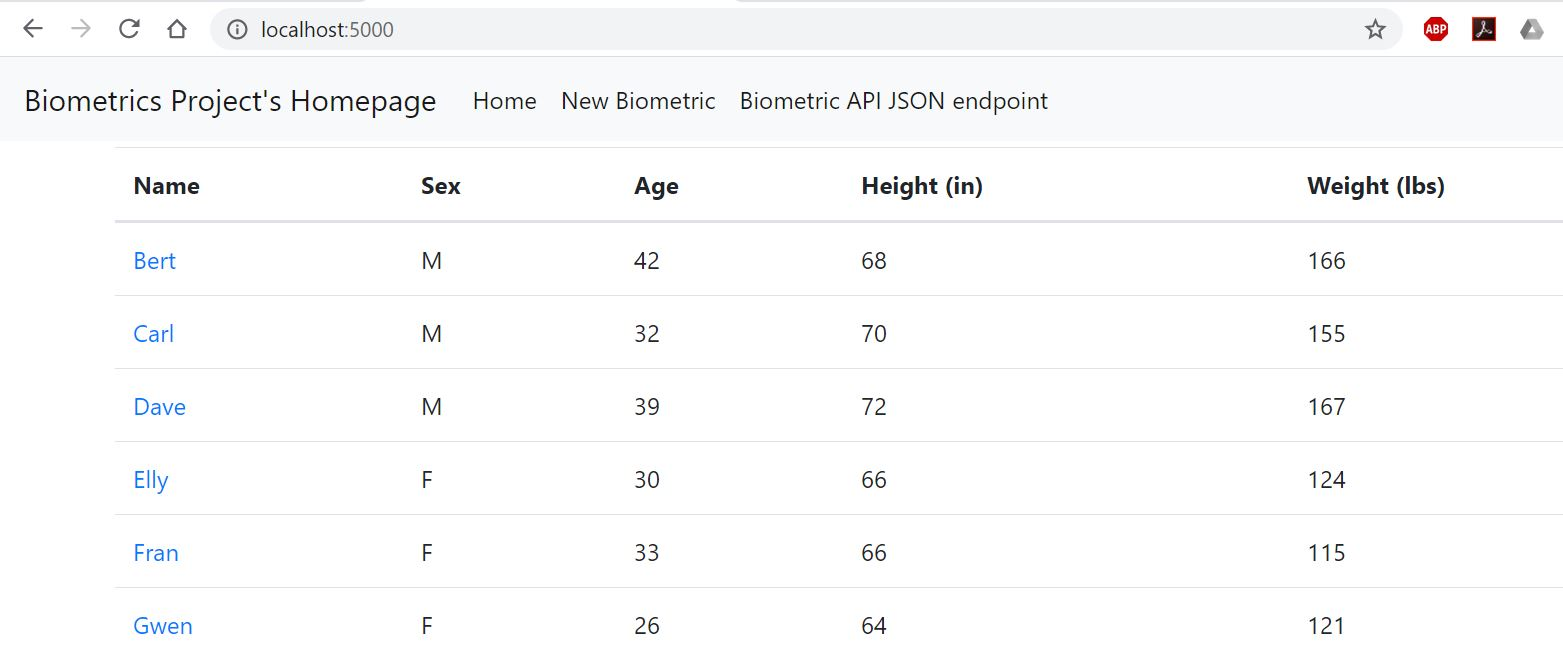 localhost:5000
ABP
Biometrics Project's Homepage Home New Biometric Biometric API JSON endpoint
Name Sex Age Height (in) Weight (lbs)
Bert M 42 68 166
Carl M 32 70 155
Dave M 39 72 167
Elly F 30 66 124
Fran F 33 66 115
Gwen F 26 64 121